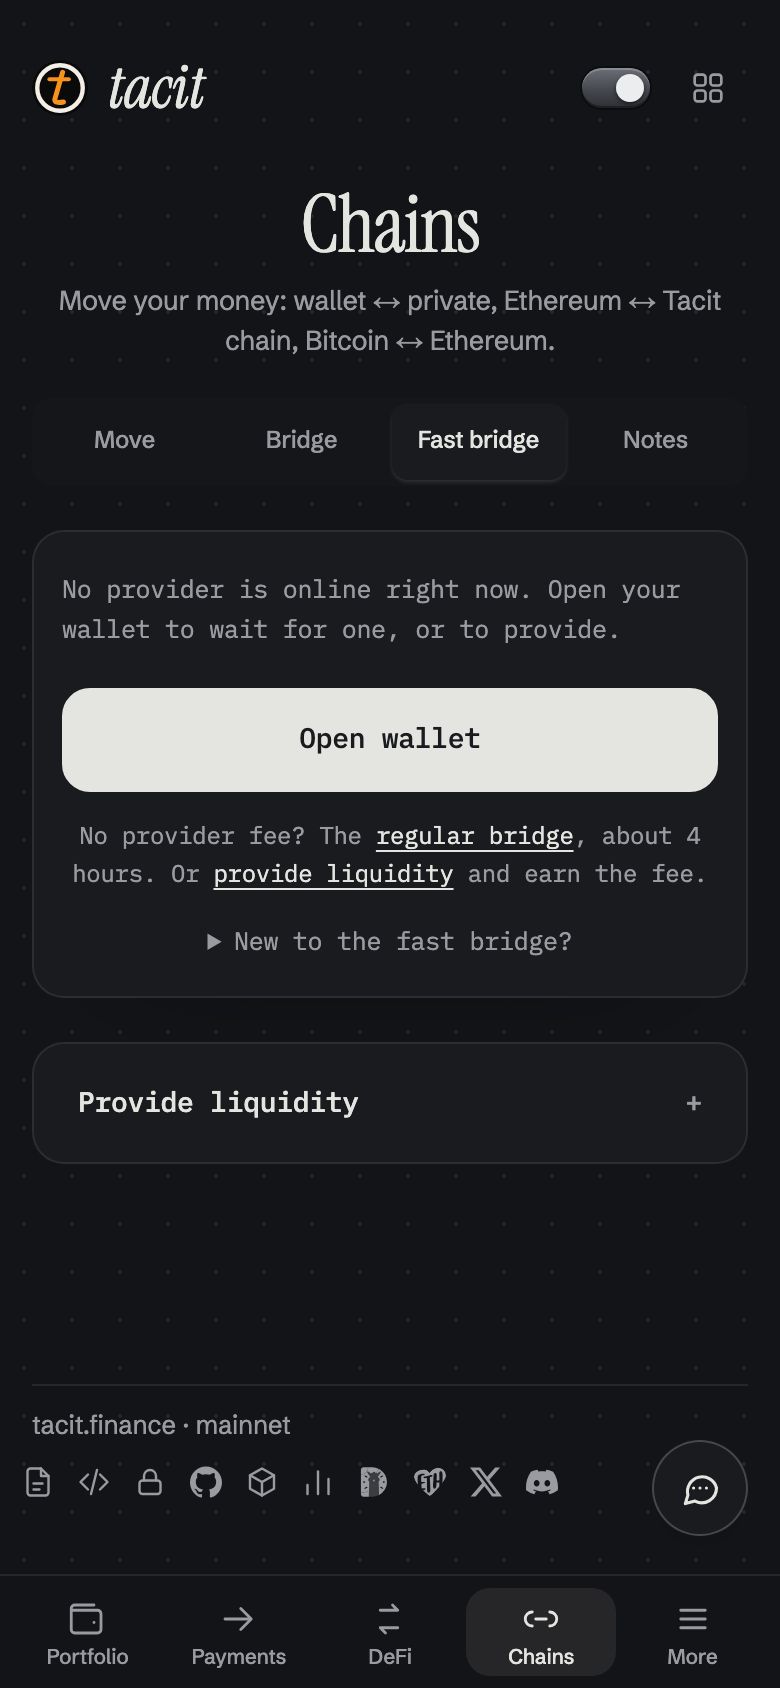 tacit
Chains
Move your money: wallet ↔ private, Ethereum ↔ Tacit
chain, Bitcoin ↔ Ethereum.
Move
Bridge
Fast bridge
Notes
No provider is online right now. Open your
wallet to wait for one, or to provide.
Open wallet
No provider fee? The regular bridge, about 4
hours. Or provide liquidity and earn the fee.
▶ New to the fast bridge?
Provide liquidity +
tacit.finance · mainnet
ETH
Portfolio
Payments
DeFi
Chains
More